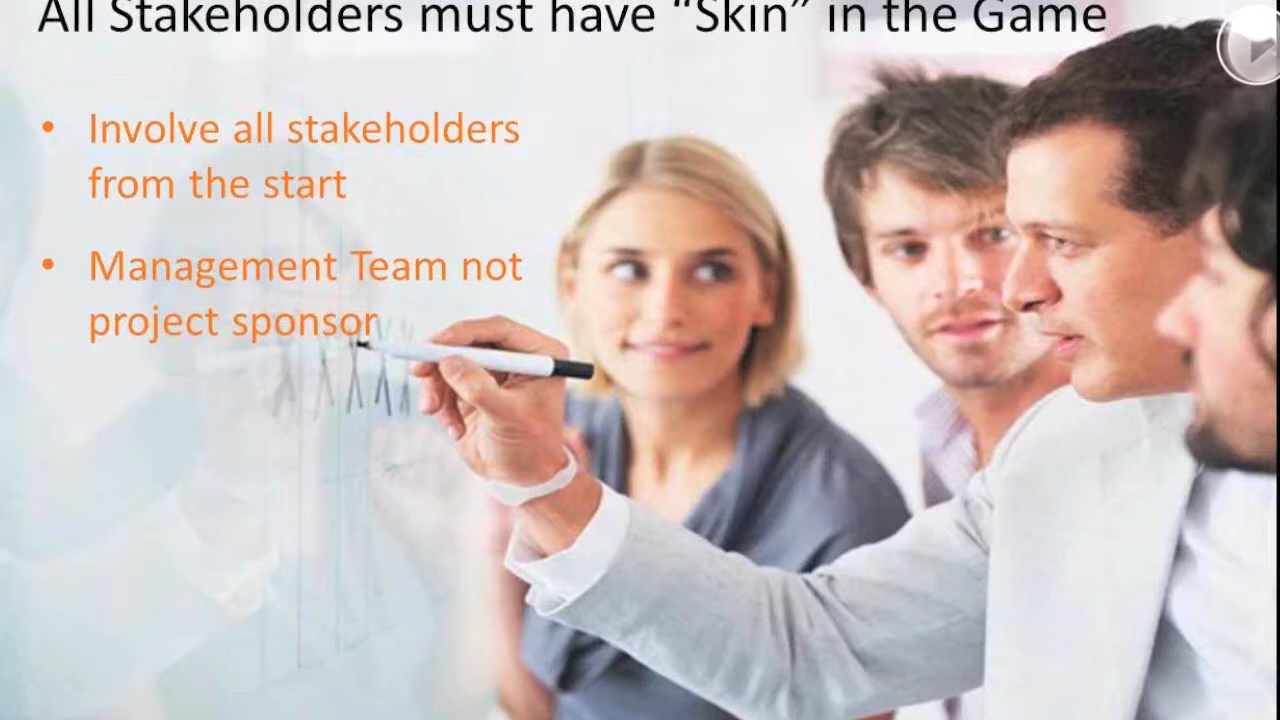 All Stakeholders must have “Skin” in the Game
• Involve all stakeholders
from the start
• Management Team not
project sponsor